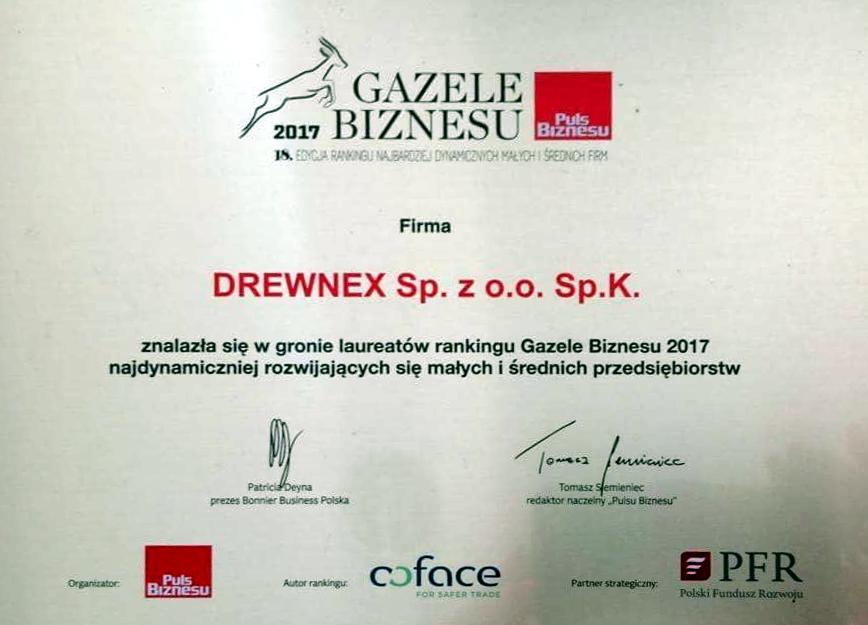 GAZELE
2017 BIZNESU
Puls
Biznesu
18. EDYCJA RANKINGU NAJBARDZIEJ DYNAMICZNYCH MAŁYCH I ŚREDNICH FIRM
Firma
DREWNEX Sp. z o.o. Sp.K.
znalazła się w gronie laureatów rankingu Gazele Biznesu 2017
najdynamiczniej rozwijających się małych i średnich przedsiębiorstw
Tomasz Siemieniec
Patricia Deyna
prezes Bonnier Business Polska
Tomasz Siemieniec
redaktor naczelny „Pulsu Biznesu”
Organizator:
Puls
Biznesu
Autor rankingu:
coface
FOR SAFER TRADE
Partner strategiczny:
PFR
Polski Fundusz Rozwoju